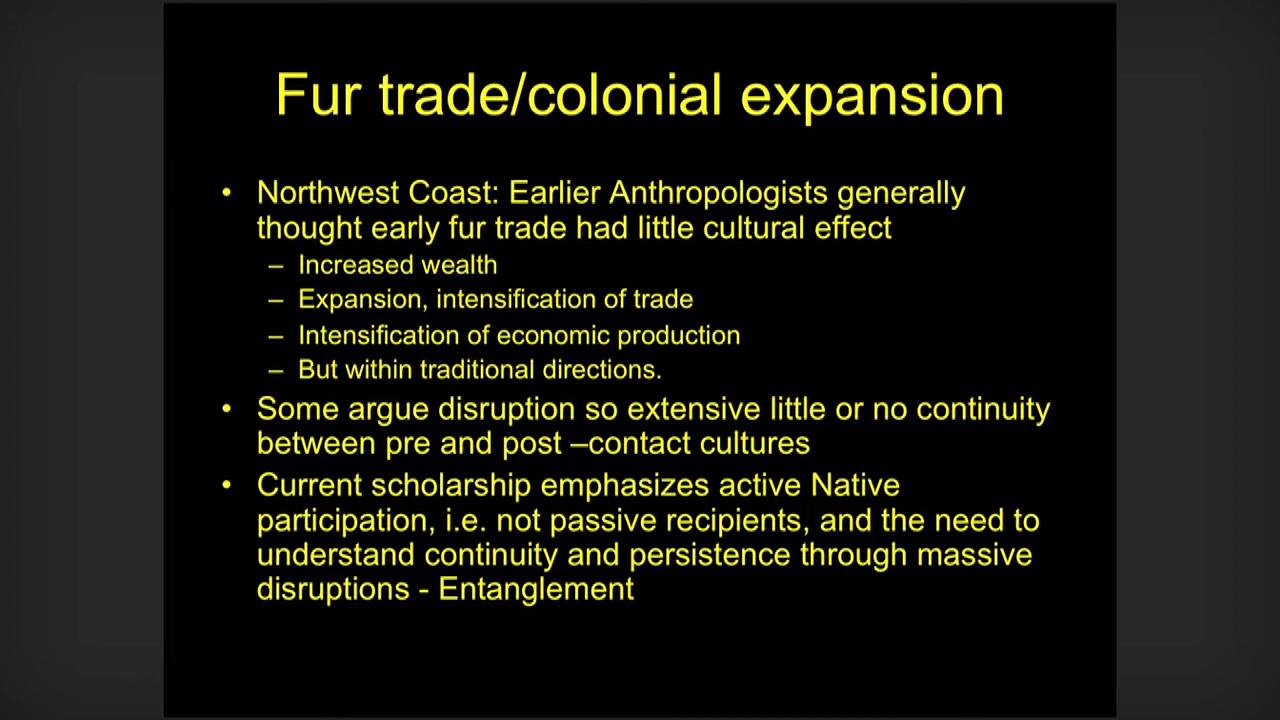 Fur trade/colonial expansion
• Northwest Coast: Earlier Anthropologists generally
thought early fur trade had little cultural effect
– Increased wealth
– Expansion, intensification of trade
– Intensification of economic production
– But within traditional directions.
• Some argue disruption so extensive little or no continuity
between pre and post –contact cultures
• Current scholarship emphasizes active Native
participation, i.e. not passive recipients, and the need to
understand continuity and persistence through massive
disruptions - Entanglement